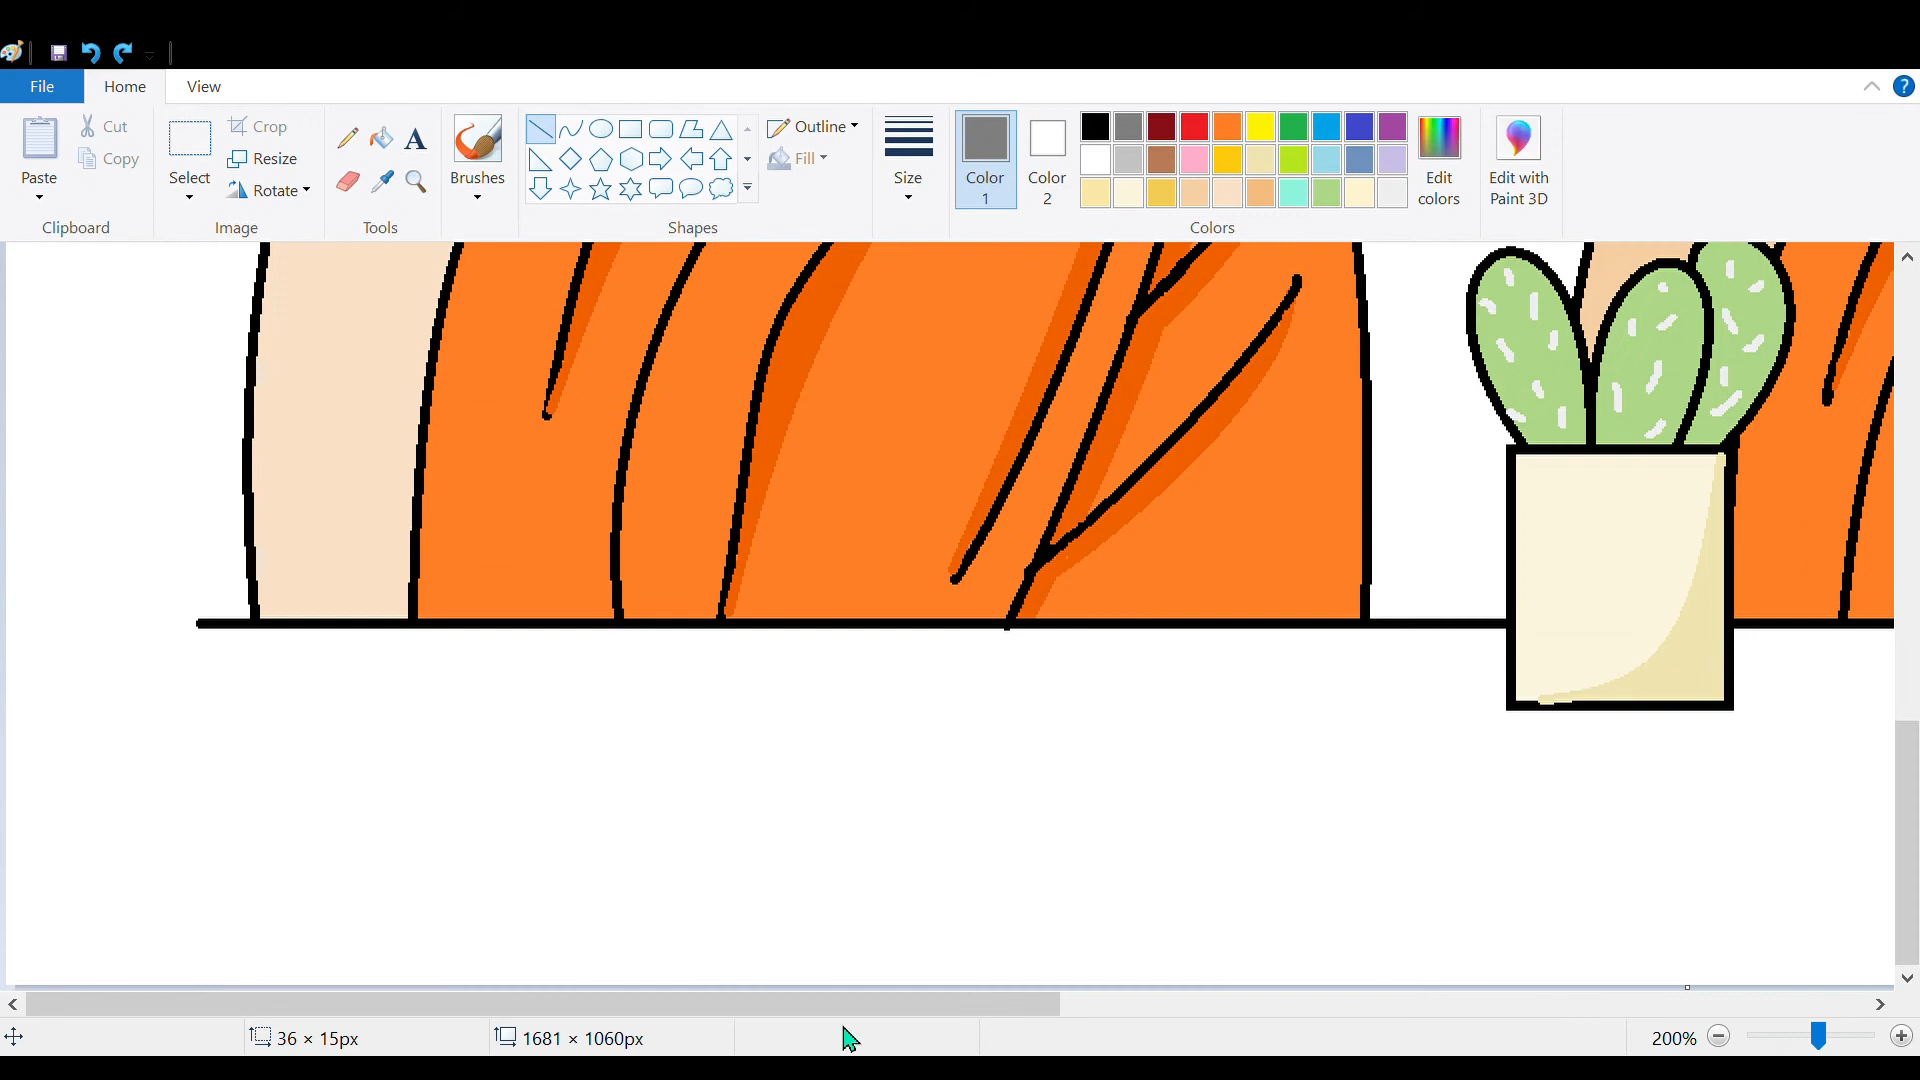 File Home View ?
Paste
Cut
Copy
Clipboard
Select
Crop
Resize
Rotate
Image
A
Tools
Brushes
Outline
Fill
Shapes
Size
Color
1
Color
2
Colors
Edit
colors
Edit with
Paint 3D
36 × 15px 1681 × 1060px 200%